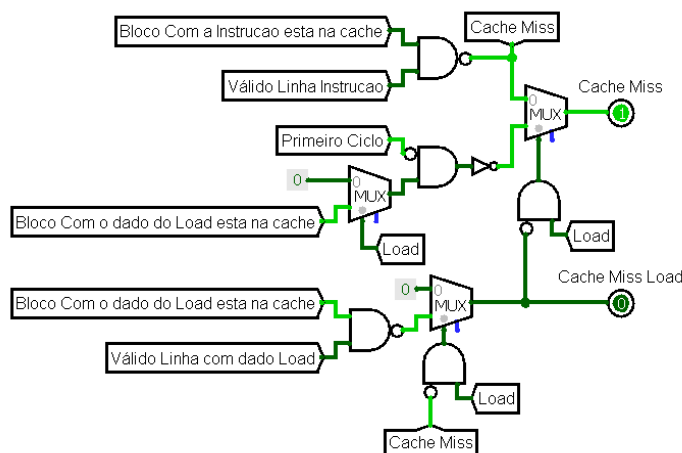 Bloco Com a Instrucao esta na cache
Cache Miss
Válido Linha Instrucao
0
MUX
Cache Miss
1
Primeiro Ciclo
0
0
MUX
Bloco Com o dado do Load esta na cache
Load
Load
Cache Miss Load
0
0
MUX
0
Bloco Com o dado do Load esta na cache
Válido Linha com dado Load
Load
Cache Miss